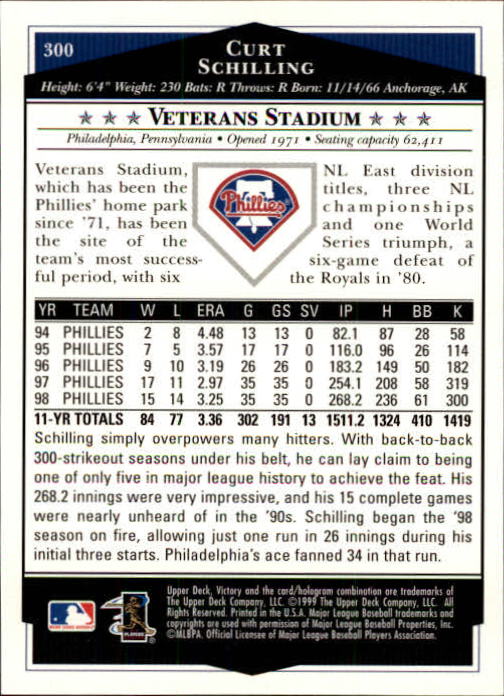 300
CURT
SCHILLING
Height: 6'4" Weight: 230 Bats: R Throws: R Born: 11/14/66 Anchorage, AK
VETERANS STADIUM
Philadelphia, Pennsylvania • Opened 1971 • Seating capacity 62,411
Veterans Stadium,
which has been the
Phillies' home park
since '71, has been
the site of the
team's most success-
ful period, with six
Phillies
NL East division
titles, three NL
championships
and one World
Series triumph, a
six-game defeat of
the Royals in '80.
YR TEAM W L ERA G GS SV IP H BB K
94 PHILLIES 2 8 4.48 13 13 0 82.1 87 28 58
95 PHILLIES 7 5 3.57 17 17 0 116.0 96 26 114
96 PHILLIES 9 10 3.19 26 26 0 183.2 149 50 182
97 PHILLIES 17 11 2.97 35 35 0 254.1 208 58 319
98 PHILLIES 15 14 3.25 35 35 0 268.2 236 61 300
11-YR TOTALS 84 77 3.36 302 191 13 1511.2 1324 410 1419
Schilling simply overpowers many hitters. With back-to-back
300-strikeout seasons under his belt, he can lay claim to being
one of only five in major league history to achieve the feat. His
268.2 innings were very impressive, and his 15 complete games
were nearly unheard of in the '90s. Schilling began the '98
season on fire, allowing just one run in 26 innings during his
initial three starts. Philadelphia's ace fanned 34 in that run.
Upper Deck, Victory and the card/hologram combination are trademarks of
The Upper Deck Company, LLC. ©1999 The Upper Deck Company, LLC. All
Rights Reserved. Printed in the U.S.A. Major League Baseball trademarks and
copyrights are used with permission of Major League Baseball Properties, Inc.
©MLBPA. Official Licensee of Major League Baseball Players Association.